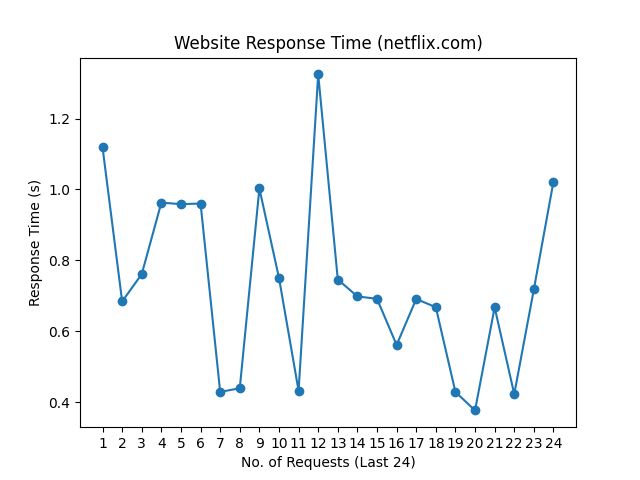 Website Response Time (netflix.com)
Response Time (s)
1.2
1.0
0.8
0.6
0.4
1 2 3 4 5 6 7 8 9 10 11 12 13 14 15 16 17 18 19 20 21 22 23 24
No. of Requests (Last 24)